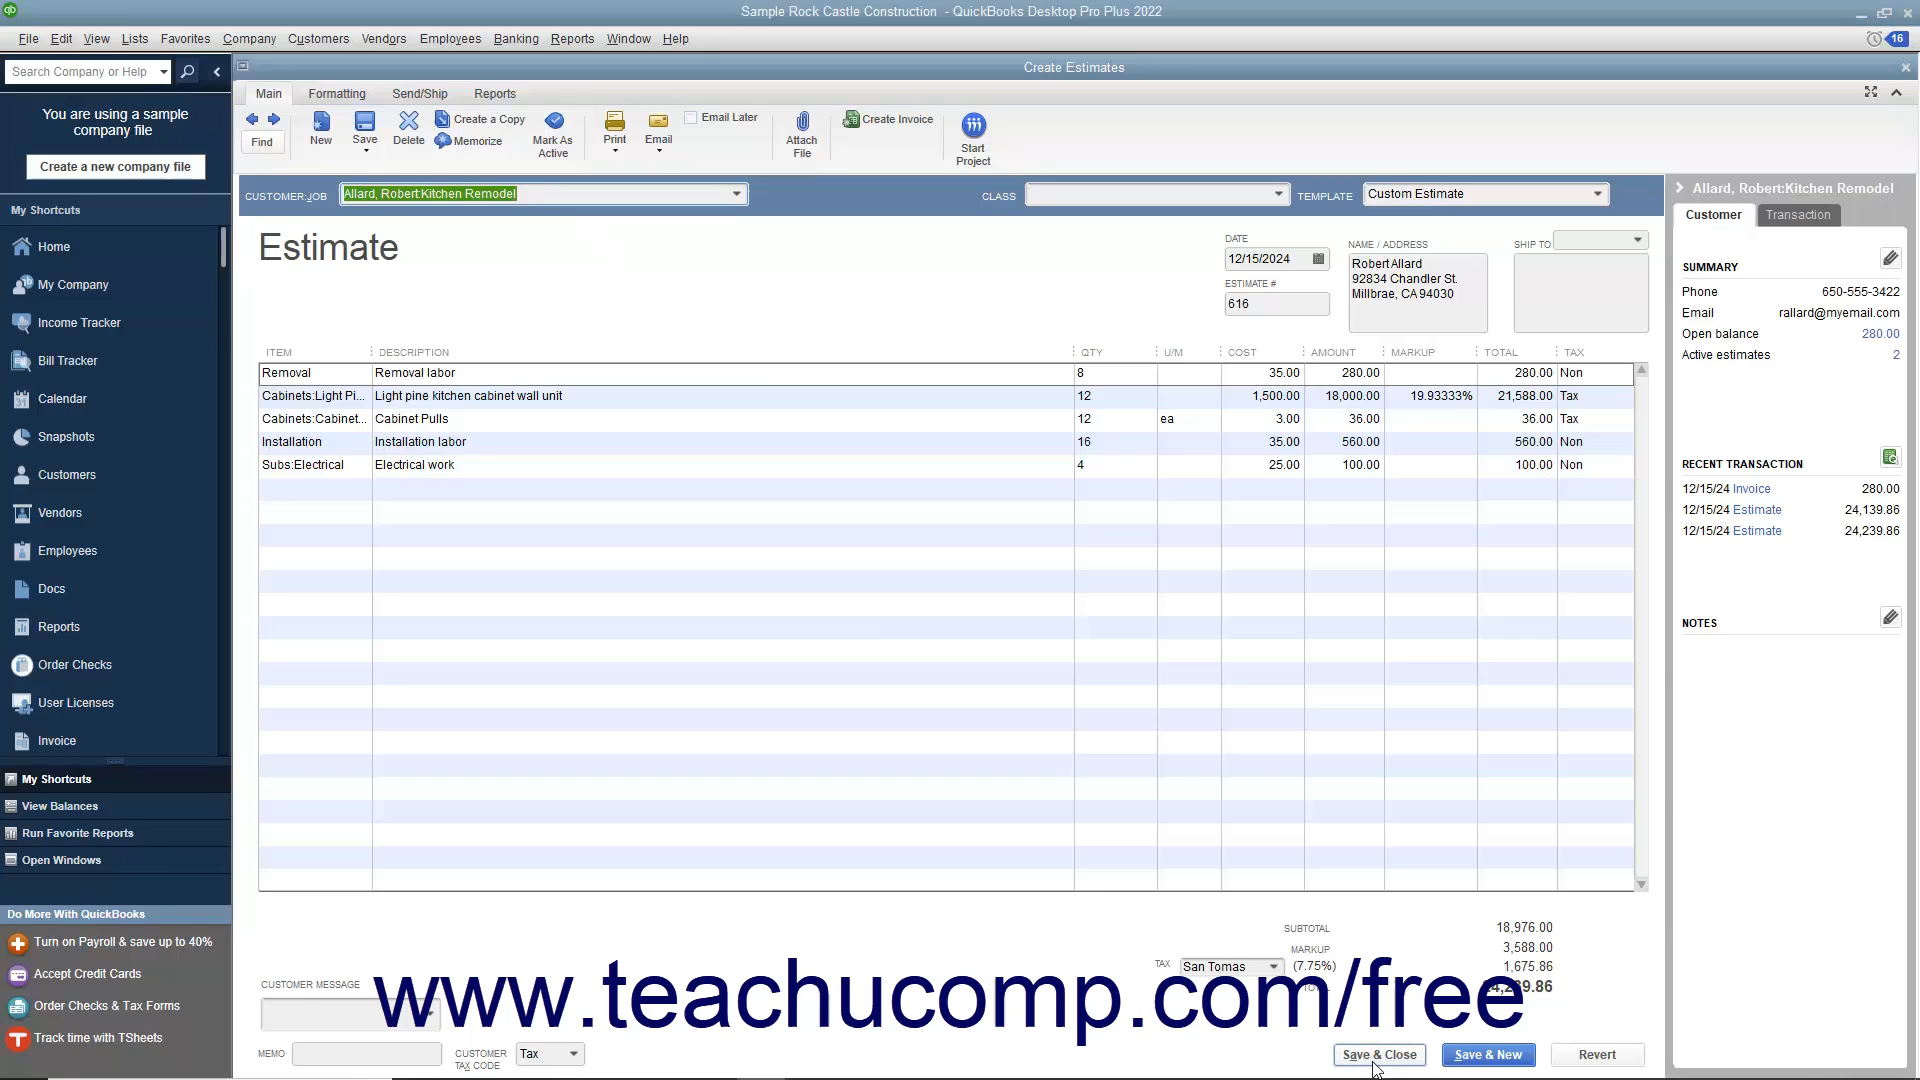 Sample Rock Castle Construction - QuickBooks Desktop Pro Plus 2022
File Edit View Lists Favorites Company Customers Vendors Employees Banking Reports Window Help
16
Search Company or Help
Create Estimates
You are using a sample
company file
Create a new company file
My Shortcuts
Home
My Company
Income Tracker
Bill Tracker
31
Calendar
Snapshots
Customers
Vendors
Employees
Docs
Reports
Order Checks
User Licenses
Invoice
My Shortcuts
View Balances
Run Favorite Reports
Open Windows
Do More With QuickBooks
Turn on Payroll & save up to 40%
Accept Credit Cards
Order Checks & Tax Forms
Track time with TSheets
Main Formatting Send/Ship Reports
Find
New
Save
Delete
Create a Copy
Memorize
Mark As
Active
Print
Email
Email Later
Attach
File
Create Invoice
Start
Project
CUSTOMER:JOB Allard, Robert:Kitchen Remodel
CLASS
TEMPLATE Custom Estimate
Estimate
DATE
12/15/2024
ESTIMATE #
616
NAME / ADDRESS
Robert Allard
92834 Chandler St.
Millbrae, CA 94030
SHIP TO
ITEM DESCRIPTION QTY U/M COST AMOUNT MARKUP TOTAL TAX
Removal Removal labor 8 35.00 280.00 280.00 Non
Cabinets:Light Pi... Light pine kitchen cabinet wall unit 12 1,500.00 18,000.00 19.93333% 21,588.00 Tax
Cabinets:Cabinet... Cabinet Pulls 12 ea 3.00 36.00 36.00 Tax
Installation Installation labor 16 35.00 560.00 560.00 Non
Subs:Electrical Electrical work 4 25.00 100.00 100.00 Non
SUBTOTAL 18,976.00
MARKUP 3,588.00
TAX San Tomas (7.75%) 1,675.86
CUSTOMER MESSAGE
MEMO
CUSTOMER
TAX CODE
Tax
Save & Close
Save & New
Revert
www.teachucomp.com/free
Allard, Robert:Kitchen Remodel
Customer Transaction
SUMMARY
Phone 650-555-3422
Email rallard@myemail.com
Open balance 280.00
Active estimates 2
RECENT TRANSACTION
12/15/24 Invoice 280.00
12/15/24 Estimate 24,139.86
12/15/24 Estimate 24,239.86
NOTES